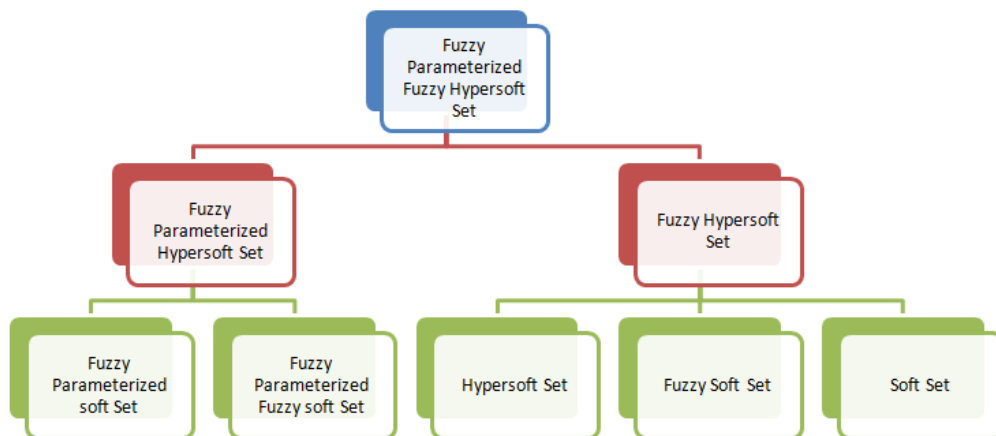 Fuzzy
Parameterized
Fuzzy Hypersoft
Set
Fuzzy
Parameterized
Hypersoft Set
Fuzzy Hypersoft
Set
Fuzzy
Parameterized
soft Set
Fuzzy
Parameterized
Fuzzy soft Set
Hypersoft Set
Fuzzy Soft Set
Soft Set